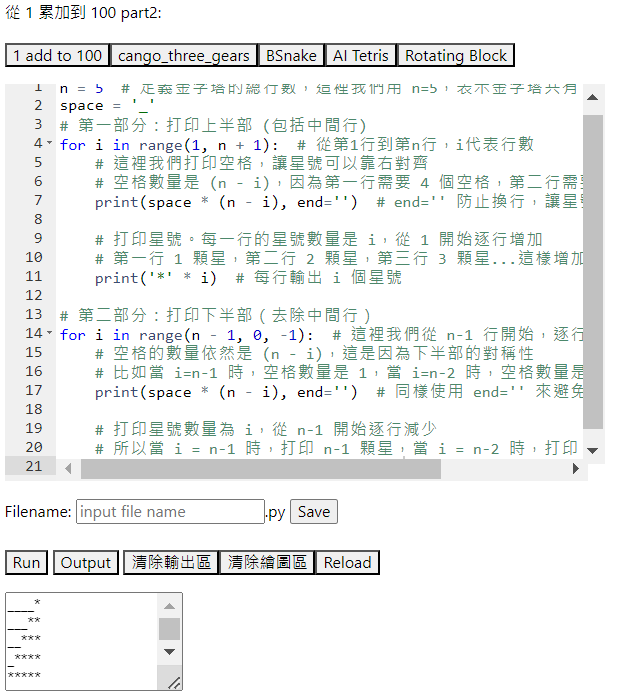 從 1 累加到 100 part2:
1 add to 100 cango_three_gears BSnake AI Tetris Rotating Block
1 n = 5 # 定義金字塔的總行數，這裡我們用 n=5，表示金字塔共有
2 space = '_'
3 # 第一部分：打印上半部 (包括中間行)
4 for i in range(1, n + 1): # 從第1行到第n行，i代表行數
5 # 這裡我們打印空格，讓星號可以靠右對齊
6 # 空格數量是 (n - i)，因為第一行需要 4 個空格，第二行需要
7 print(space * (n - i), end='') # end='' 防止換行，讓星號
8
9 # 打印星號。每一行的星號數量是 i，從 1 開始逐行增加
10 # 第一行 1 顆星，第二行 2 顆星，第三行 3 顆星...這樣增加
11 print('*' * i) # 每行輸出 i 個星號
12
13 # 第二部分：打印下半部（去除中間行）
14 for i in range(n - 1, 0, -1): # 這裡我們從 n-1 行開始，逐行
15 # 空格的數量依然是 (n - i)，這是因為下半部的對稱性
16 # 比如當 i=n-1 時，空格數量是 1，當 i=n-2 時，空格數量是
17 print(space * (n - i), end='') # 同樣使用 end='' 來避免
18
19 # 打印星號數量為 i，從 n-1 開始逐行減少
20 # 所以當 i = n-1 時，打印 n-1 顆星，當 i = n-2 時，打印
21
Filename: input file name .py Save
Run Output 清除輸出區 清除繪圖區 Reload
____*
___**
__***
_****
*****